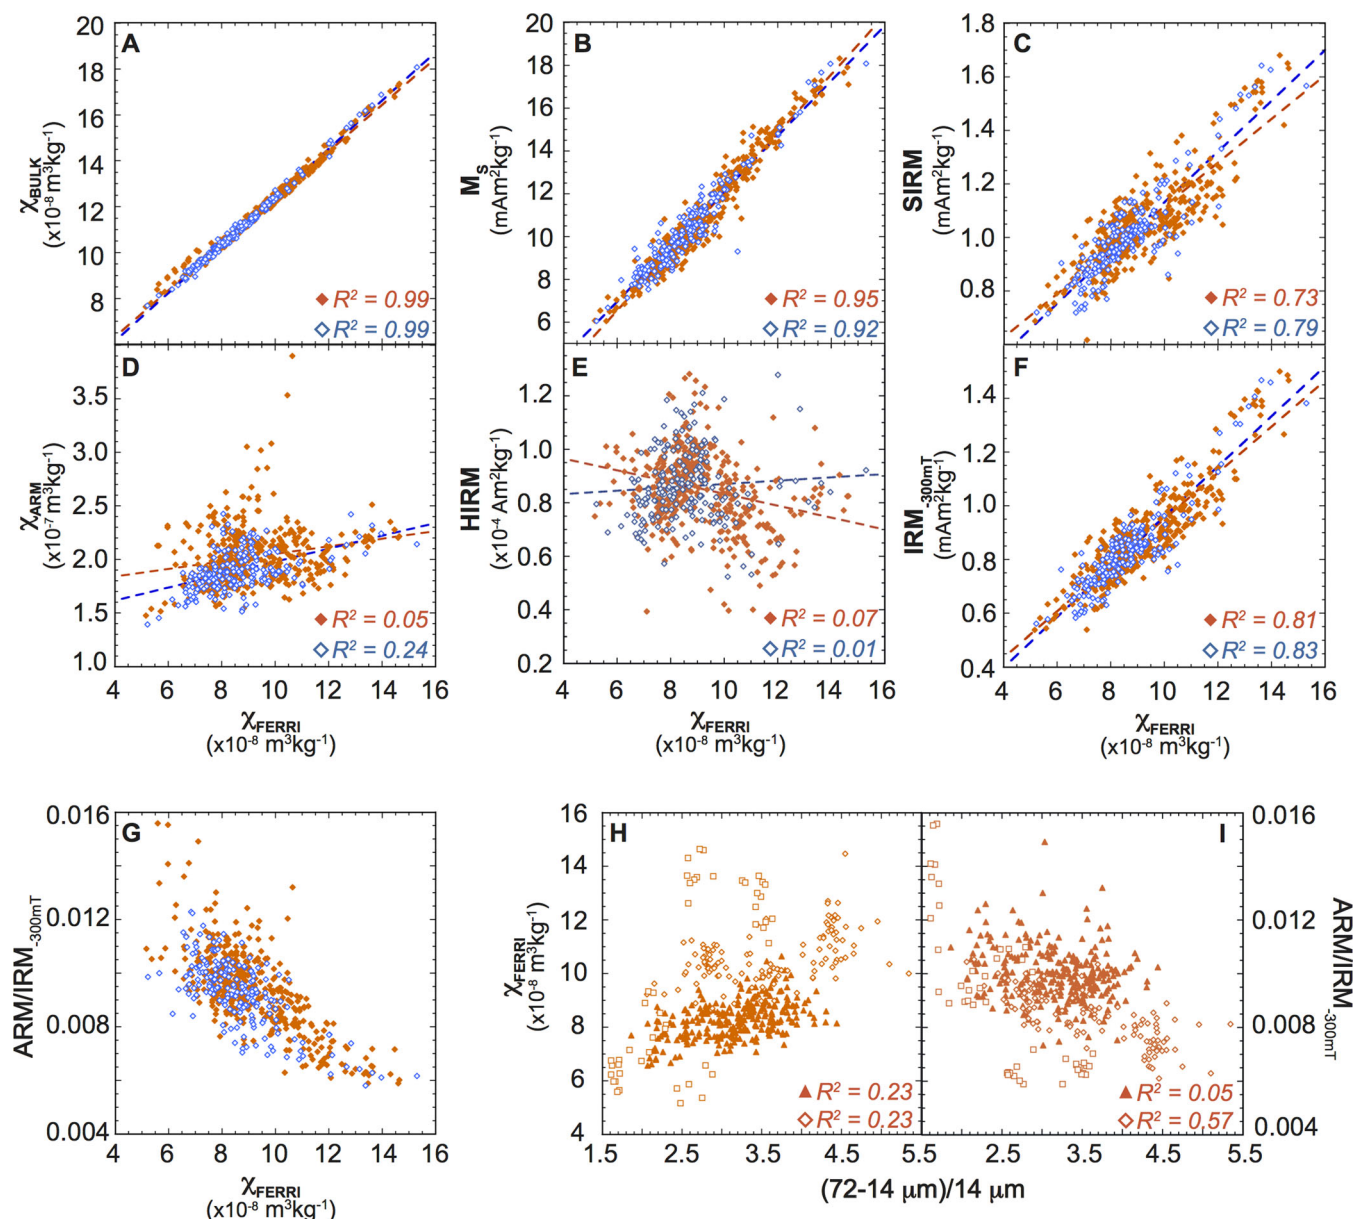 A
20
18
16
14
12
10
8
χBULK
(x10-8 m3kg-1)
R2 = 0.99
R2 = 0.99
B
20
18
16
14
12
10
8
6
MS
(mAm2kg-1)
R2 = 0.95
R2 = 0.92
C
1.8
1.6
1.4
1.2
1.0
0.8
SIRM
(mAm2kg-1)
R2 = 0.73
R2 = 0.79
D
3.5
3.0
2.5
2.0
1.5
1.0
χARM
(x10-7 m3kg-1)
R2 = 0.05
R2 = 0.24
4 6 8 10 12 14 16
χFERRI
(x10-8 m3kg-1)
E
1.2
1.0
0.8
0.6
0.4
0.2
HIRM
(x10-4 Am2kg-1)
R2 = 0.07
R2 = 0.01
4 6 8 10 12 14 16
χFERRI
(x10-8 m3kg-1)
F
1.4
1.2
1.0
0.8
0.6
0.4
IRM-300mT
(mAm2kg-1)
R2 = 0.81
R2 = 0.83
4 6 8 10 12 14 16
χFERRI
(x10-8 m3kg-1)
G
0.016
0.012
0.008
0.004
ARM/IRM-300mT
4 6 8 10 12 14 16
χFERRI
(x10-8 m3kg-1)
H
16
14
12
10
8
6
4
χFERRI
(x10-8 m3kg-1)
R2 = 0.23
R2 = 0.23
1.5 2.5 3.5 4.5 5.5
I
0.016
0.012
0.008
0.004
ARM/IRM-300mT
R2 = 0.05
R2 = 0.57
2.5 3.5 4.5 5.5
(72-14 μm)/14 μm